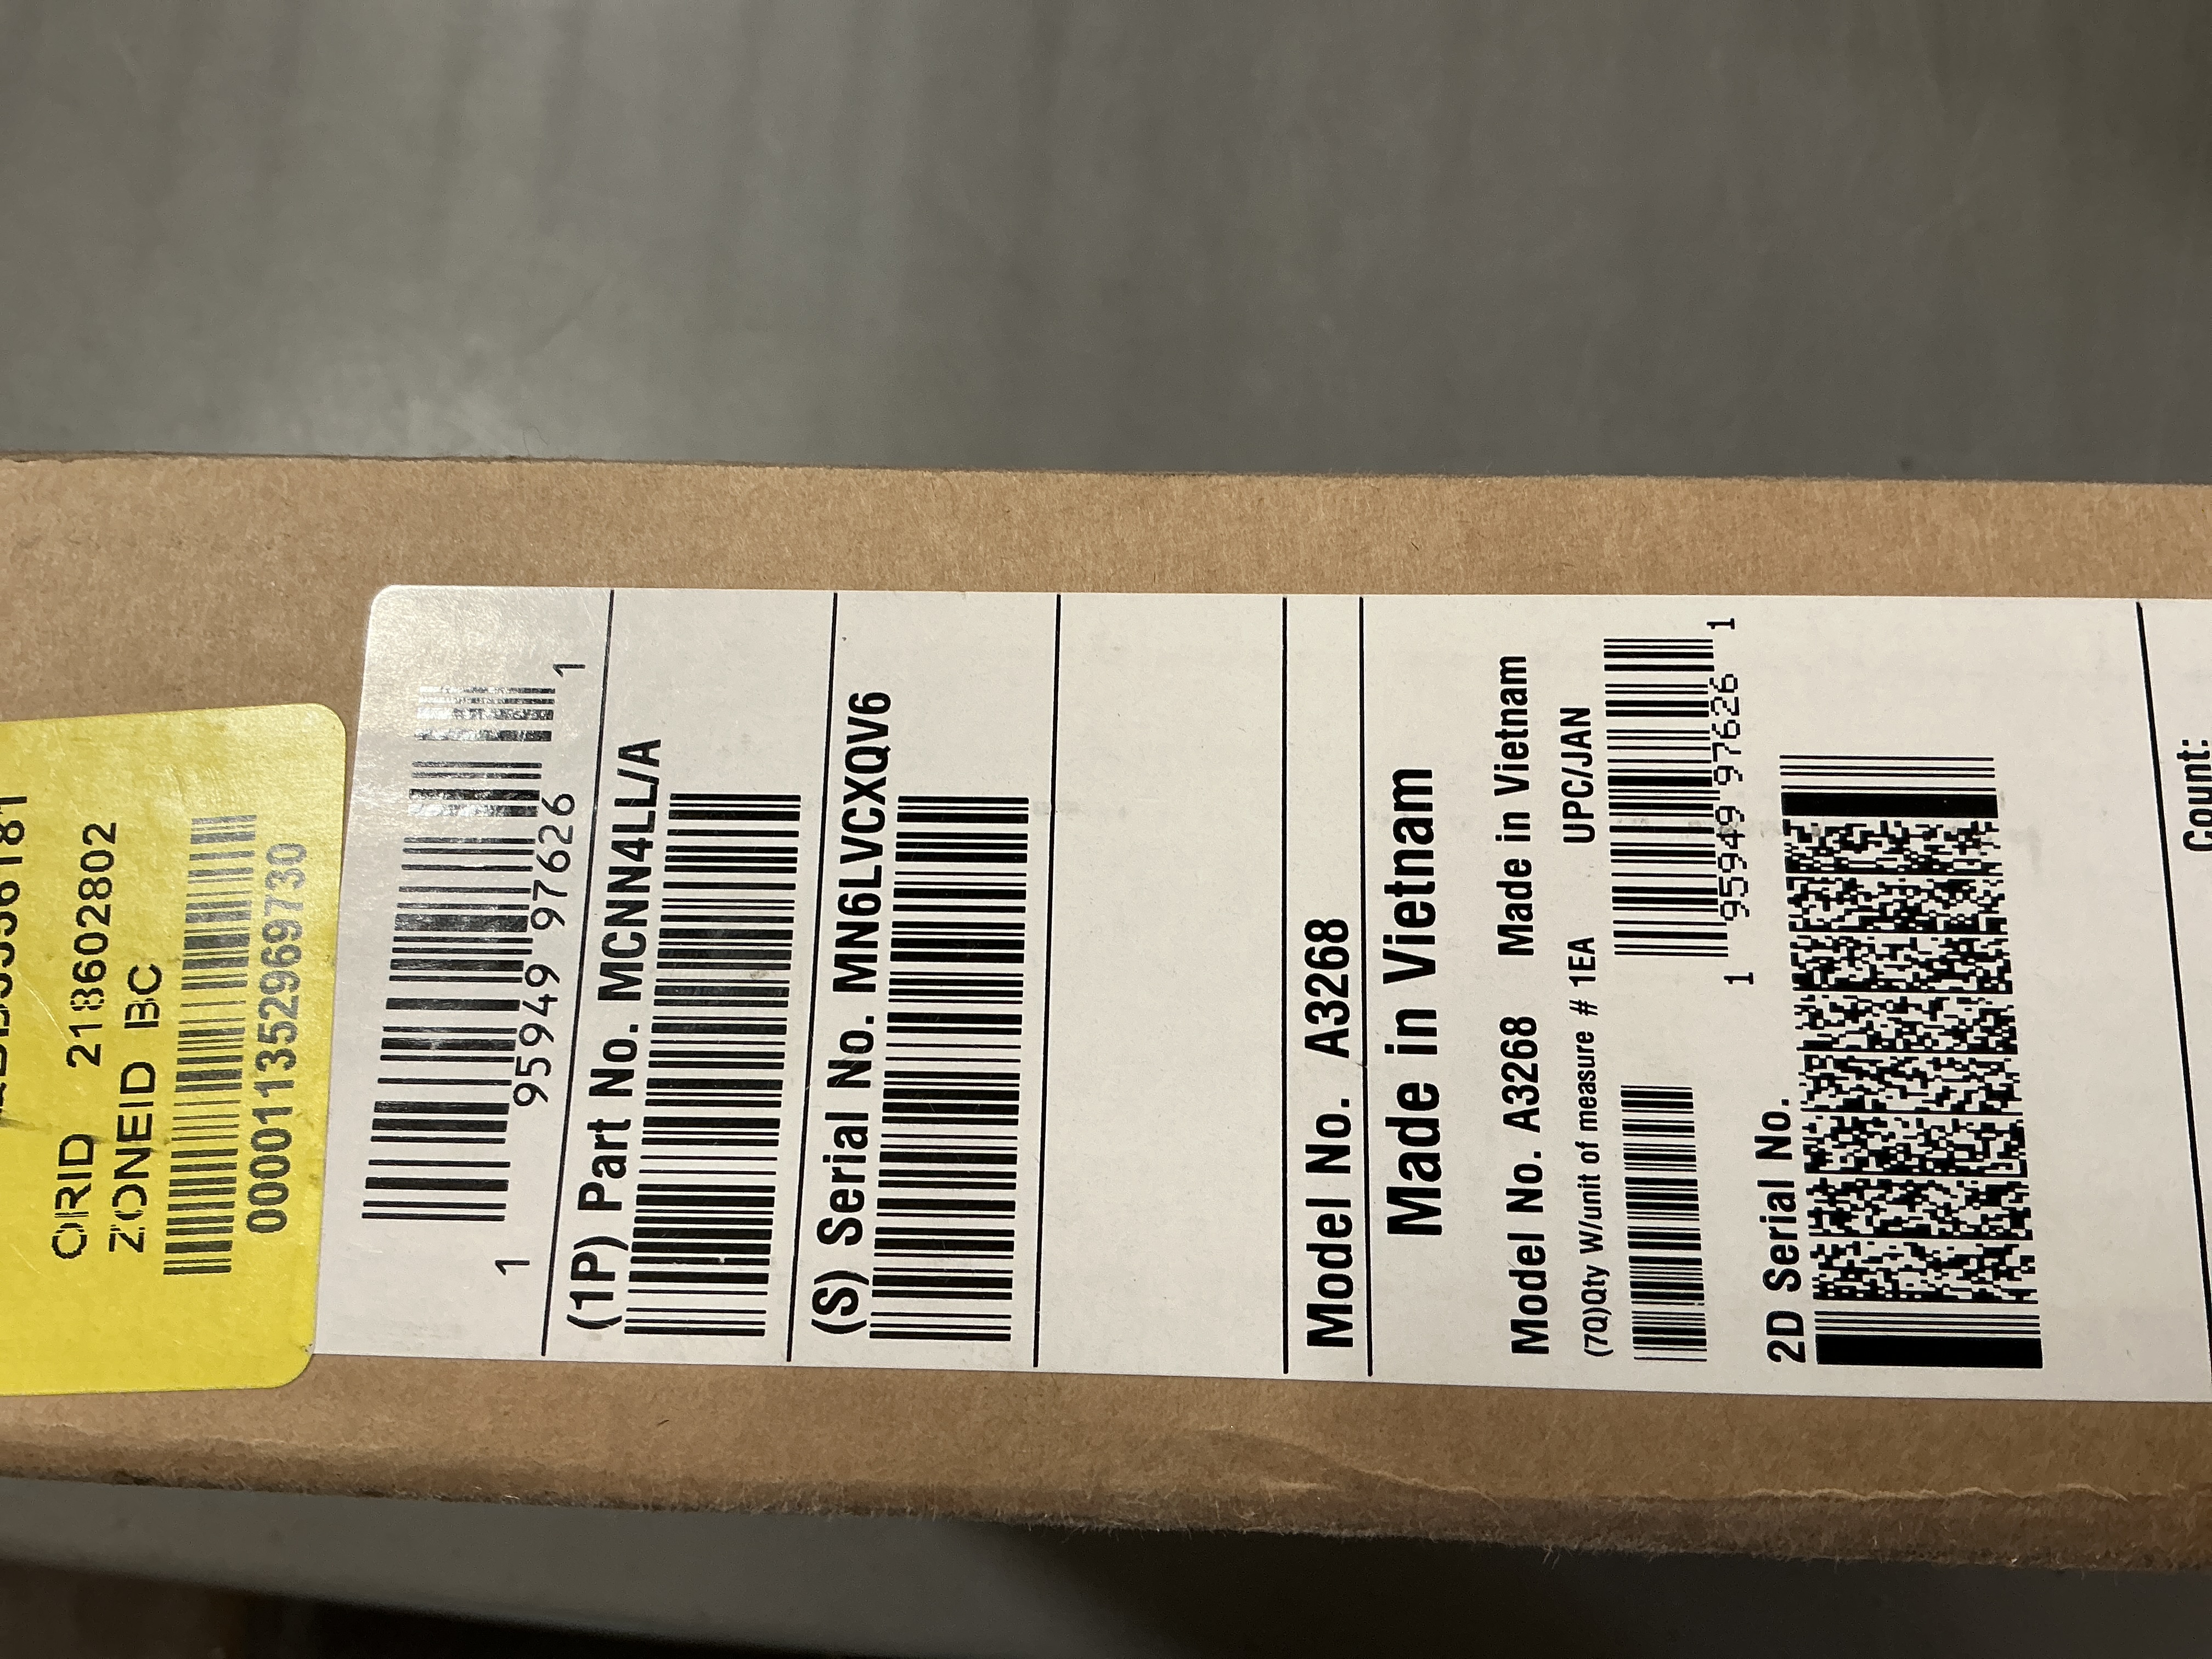 ORID 218602802
ZONEID BC
000011352969730
1 95949 97626 1
(1P) Part No. MCNN4LL/A
(S) Serial No. MN6LVCXQV6
Model No. A3268
Made in Vietnam
Model No. A3268 Made in Vietnam
(7Q)Qty W/unit of measure # 1EA UPC/JAN
1 95949 97626 1
2D Serial No.
Count: